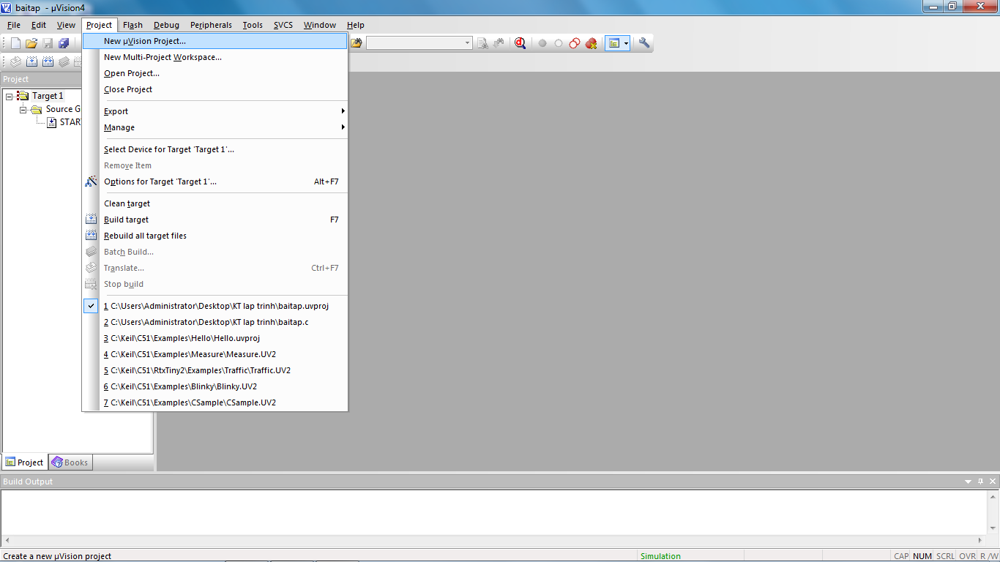 baitap - µVision4
File Edit View Project Flash Debug Peripherals Tools SVCS Window Help
New µVision Project...
New Multi-Project Workspace...
Open Project...
Close Project
Export
Manage
Select Device for Target 'Target 1'...
Remove Item
Options for Target 'Target 1'... Alt+F7
Clean target
Build target F7
Rebuild all target files
Batch Build...
Translate... Ctrl+F7
Stop build
1 C:\Users\Administrator\Desktop\KT lap trinh\baitap.uvproj
2 C:\Users\Administrator\Desktop\KT lap trinh\baitap.c
3 C:\Keil\C51\Examples\Hello\Hello.uvproj
4 C:\Keil\C51\Examples\Measure\Measure.UV2
5 C:\Keil\C51\RtxTiny2\Examples\Traffic\Traffic.UV2
6 C:\Keil\C51\Examples\Blinky\Blinky.UV2
7 C:\Keil\C51\Examples\CSample\CSample.UV2
Project
Target 1
Source G
STAR
Project Books
Build Output
Create a new µVision project Simulation CAP NUM SCRL OVR R /W